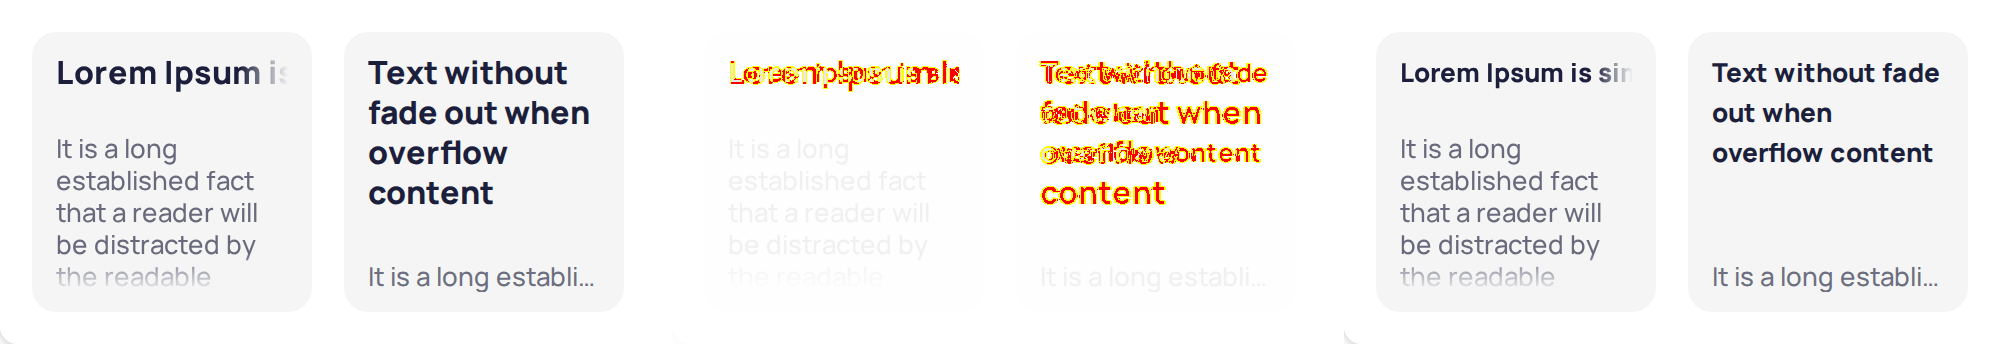 Lorem Ipsum is
It is a long
established fact
that a reader will
be distracted by
the readable
Text without
fade out when
overflow
content
It is a long establi...
It is a long
established fact
that a reader will
be distracted by
the readable
when
content
It is a long establi...
Lorem Ipsum is sim
It is a long
established fact
that a reader will
be distracted by
the readable
Text without fade
out when
overflow content
It is a long establi...